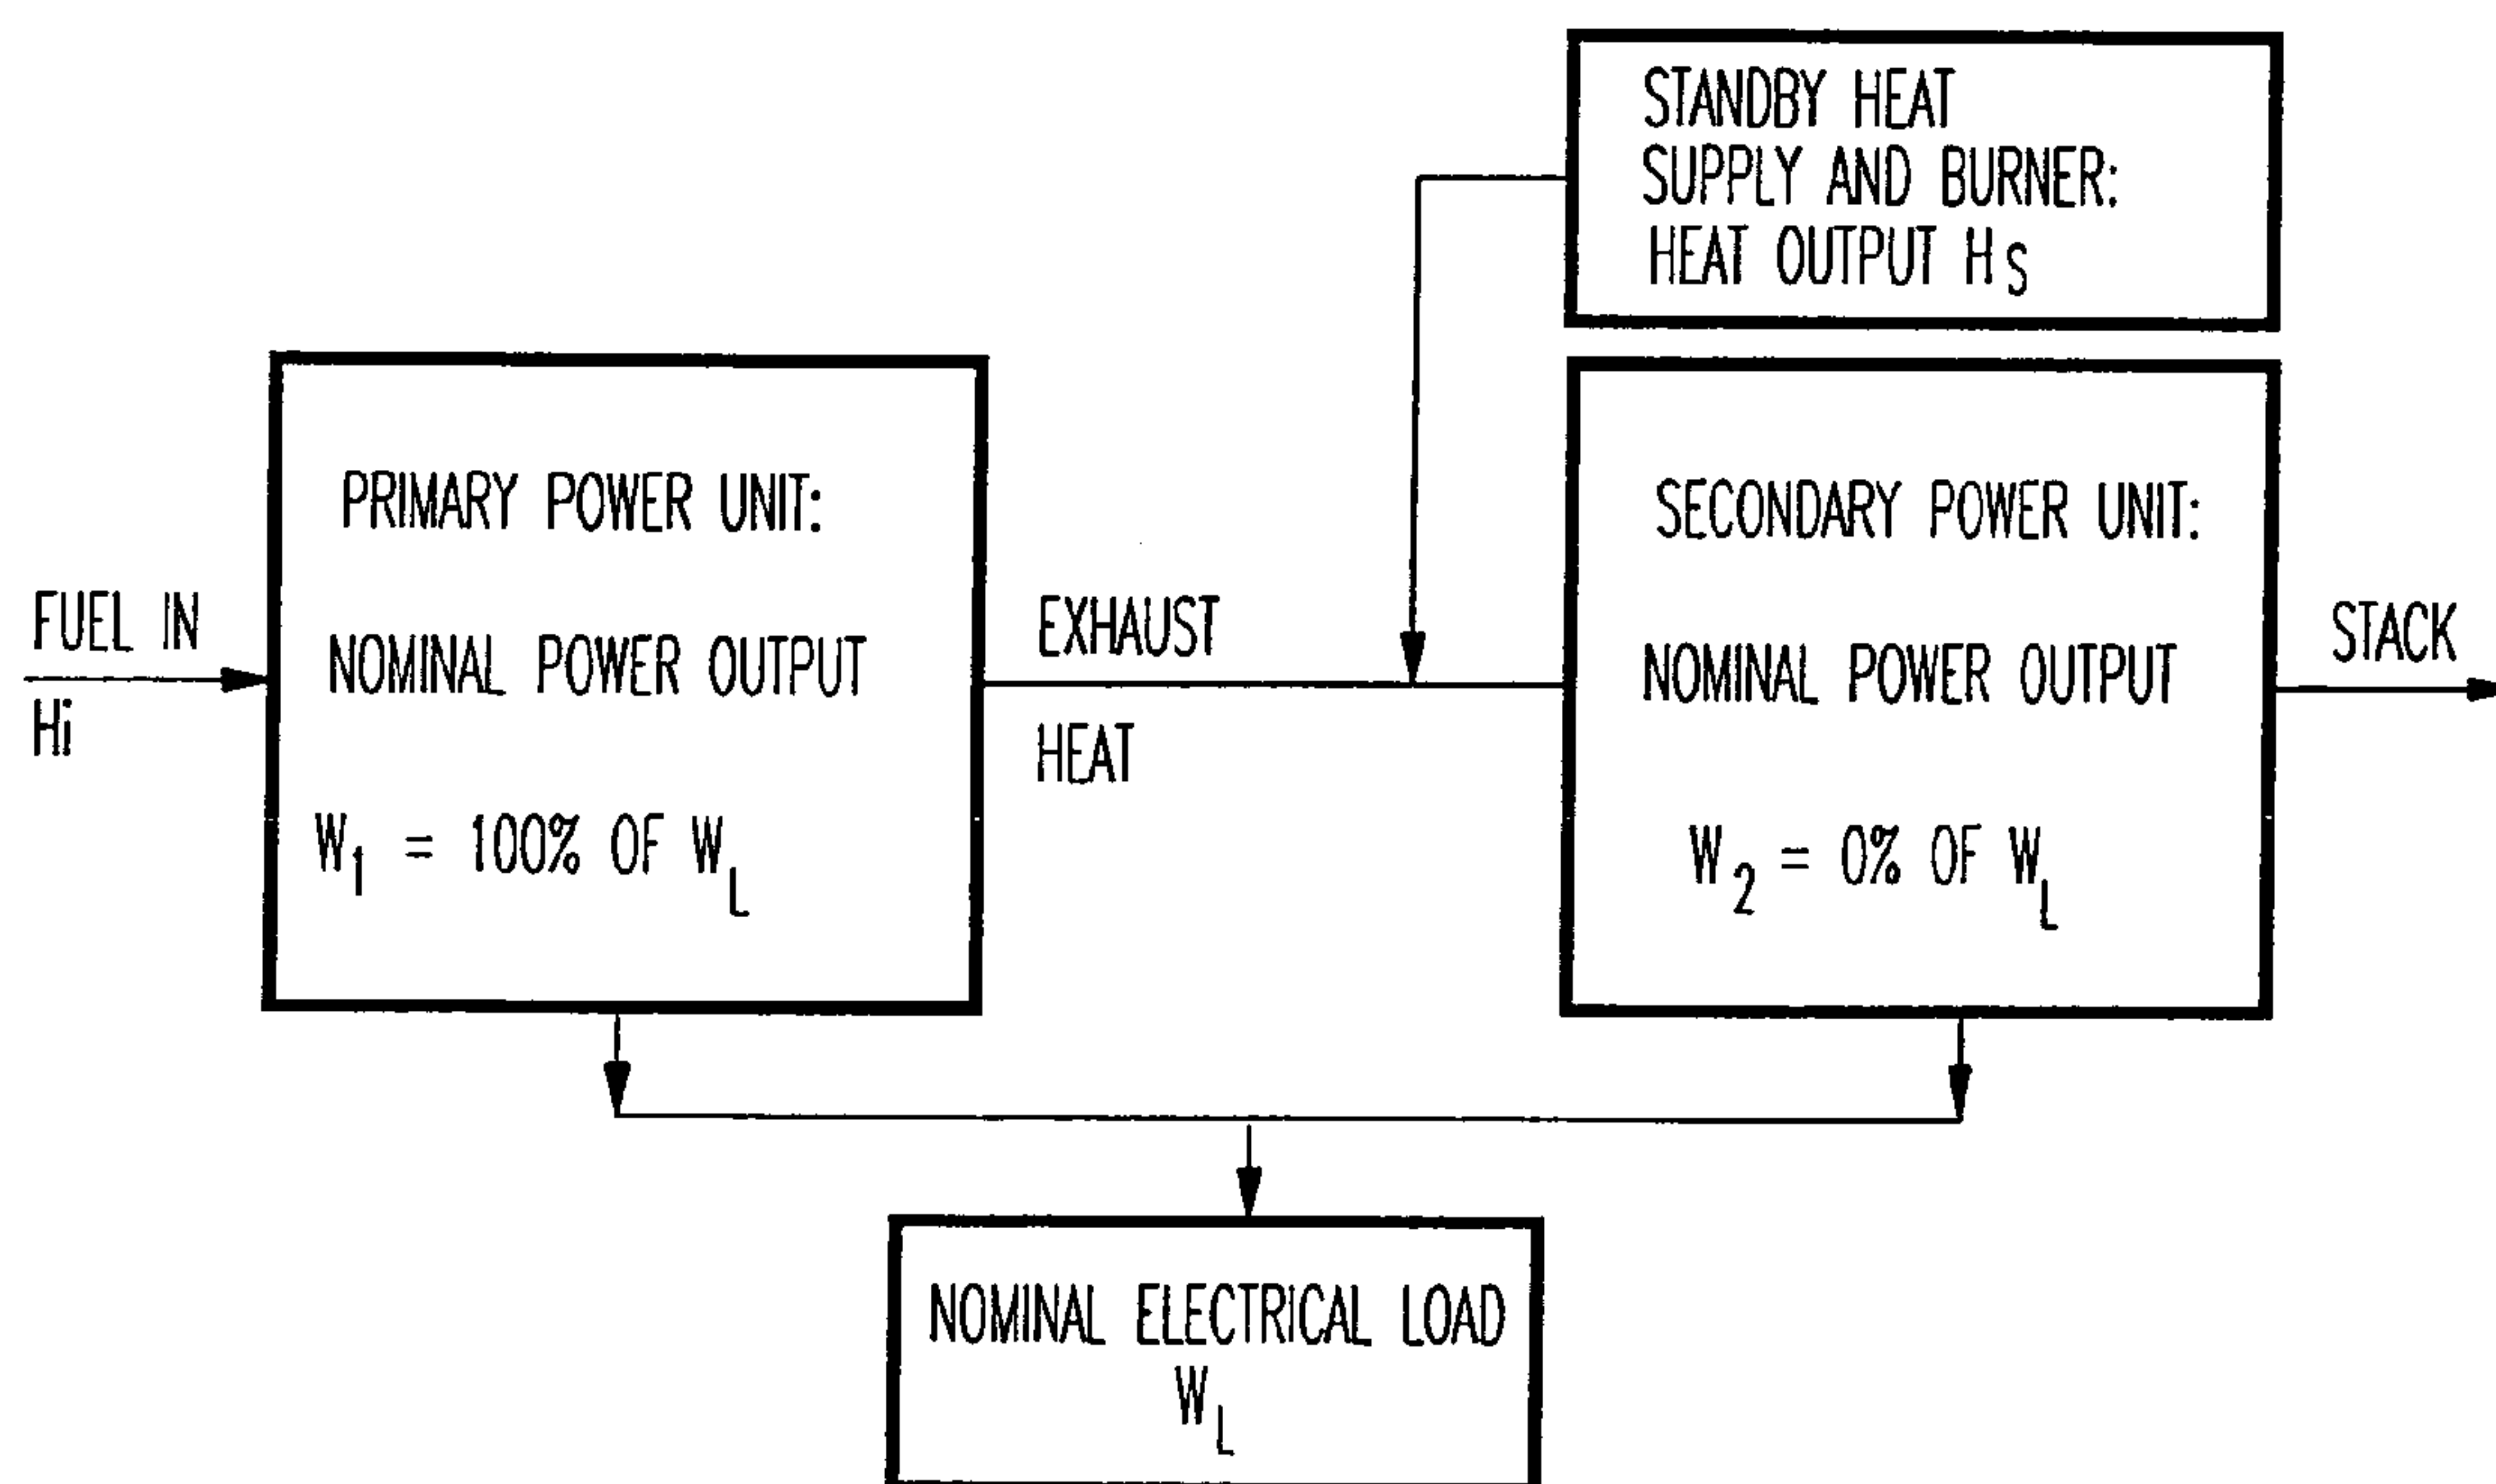 STANDBY HEAT
SUPPLY AND BURNER:
HEAT OUTPUT HS
PRIMARY POWER UNIT:
NOMINAL POWER OUTPUT
W1 = 100% OF WL
FUEL IN
Hi
EXHAUST
HEAT
SECONDARY POWER UNIT:
NOMINAL POWER OUTPUT
W2 = 0% OF WL
STACK
NOMINAL ELECTRICAL LOAD
WL